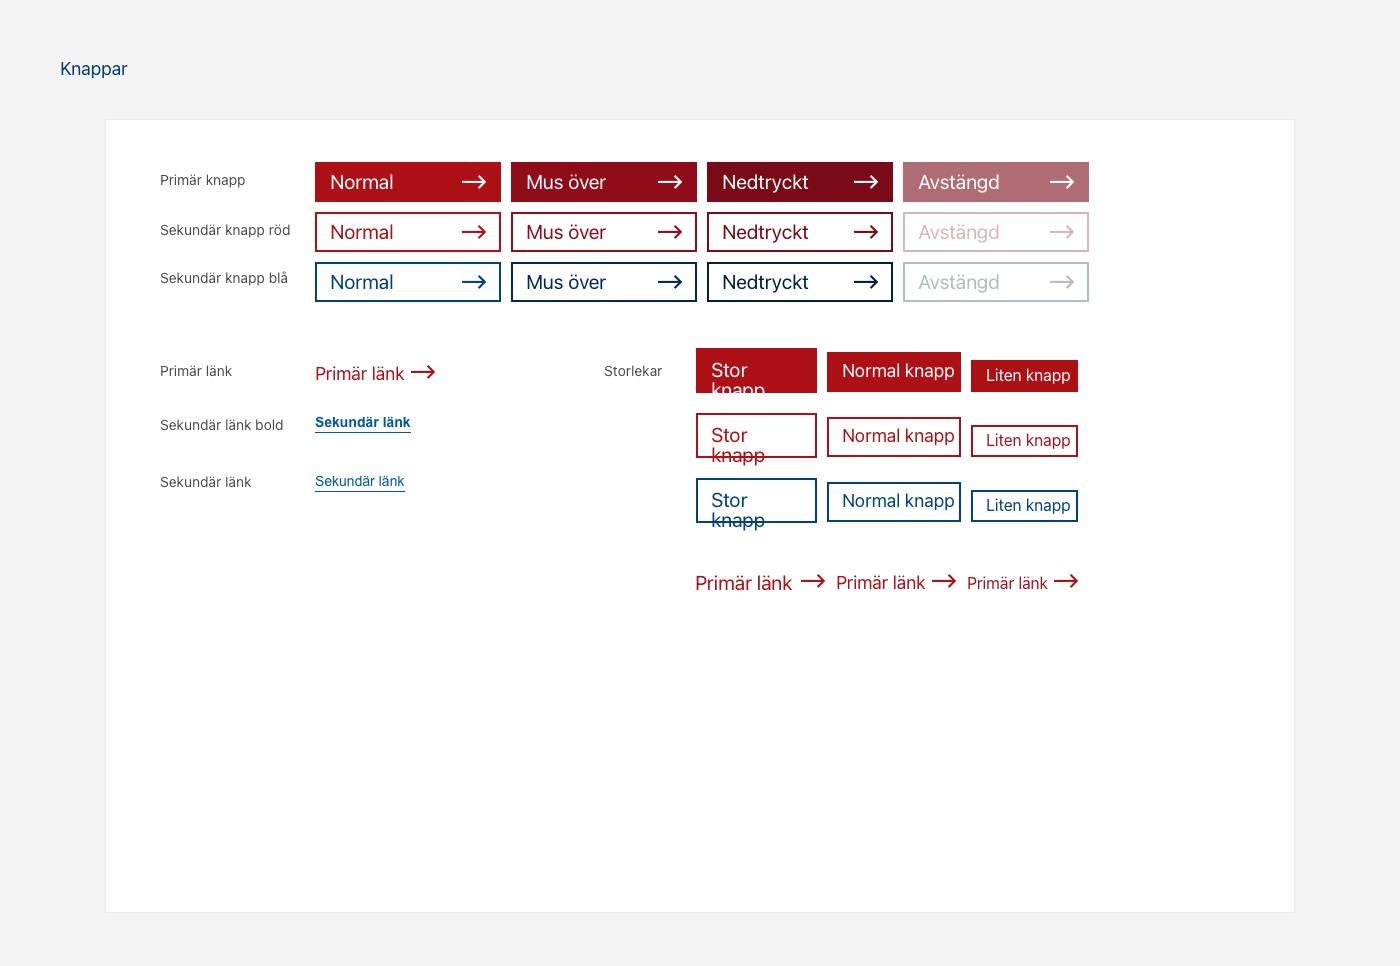 Knappar
Primär knapp Normal Mus över Nedtryckt Avstängd
Sekundär knapp röd Normal Mus över Nedtryckt Avstängd
Sekundär knapp blå Normal Mus över Nedtryckt Avstängd
Primär länk Primär länk
Sekundär länk bold Sekundär länk
Sekundär länk Sekundär länk
Storlekar
Stor
knapp
Normal knapp
Liten knapp
Stor
knapp
Normal knapp
Liten knapp
Stor
knapp
Normal knapp
Liten knapp
Primär länk Primär länk Primär länk